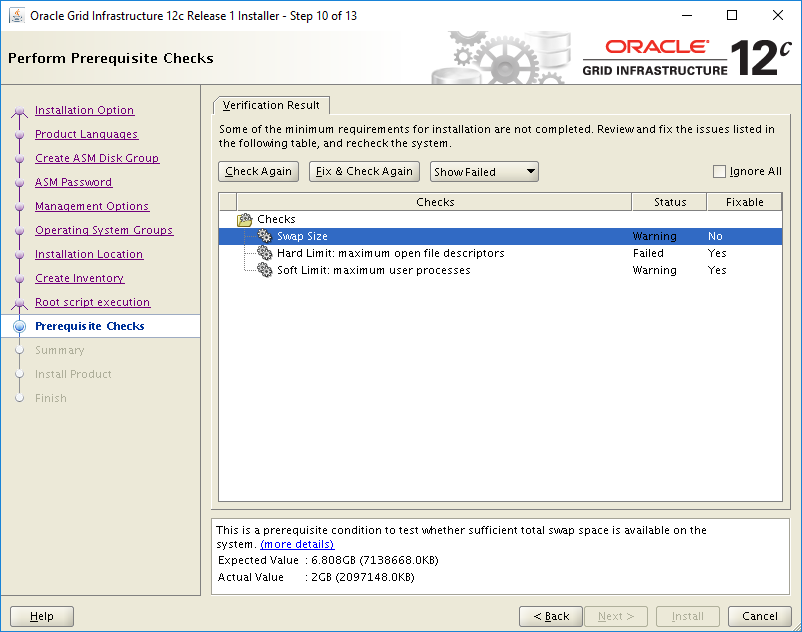 Oracle Grid Infrastructure 12c Release 1 Installer - Step 10 of 13
Perform Prerequisite Checks
ORACLE®
GRID INFRASTRUCTURE
12c
Installation Option
Product Languages
Create ASM Disk Group
ASM Password
Management Options
Operating System Groups
Installation Location
Create Inventory
Root script execution
Prerequisite Checks
Summary
Install Product
Finish
Verification Result
Some of the minimum requirements for installation are not completed. Review and fix the issues listed in
the following table, and recheck the system.
Check Again Fix & Check Again Show Failed Ignore All
Checks Status Fixable
Checks
Swap Size Warning No
Hard Limit: maximum open file descriptors Failed Yes
Soft Limit: maximum user processes Warning Yes
This is a prerequisite condition to test whether sufficient total swap space is available on the
system. (more details)
Expected Value : 6.808GB (7138668.0KB)
Actual Value : 2GB (2097148.0KB)
Help < Back Next > Install Cancel